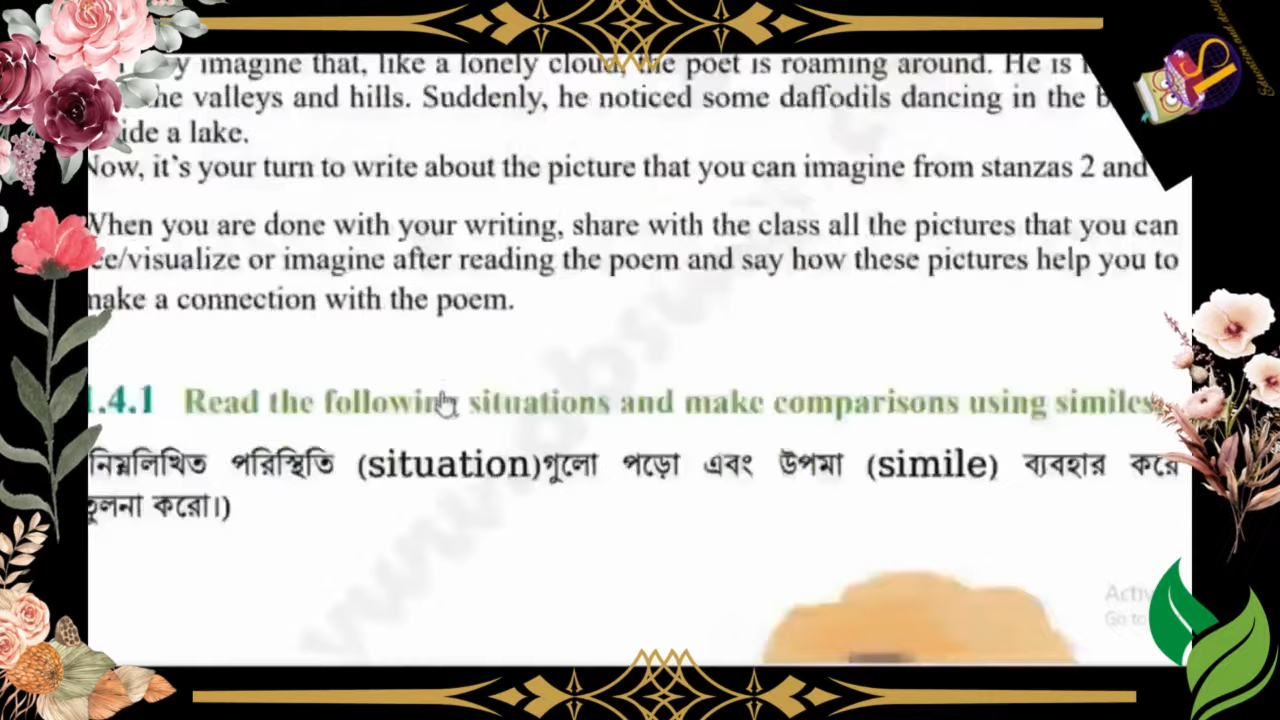 imagine that, like a lonely cloud, the poet is roaming around. He is
the valleys and hills. Suddenly, he noticed some daffodils dancing in the
a lake.
Now, it's your turn to write about the picture that you can imagine from stanzas 2 and
When you are done with your writing, share with the class all the pictures that you can
see/visualize or imagine after reading the poem and say how these pictures help you to
make a connection with the poem.
1.4.1 Read the following situations and make comparisons using similes
নিম্নলিখিত পরিস্থিতি (situation)গুলো পড়ো এবং উপমা (simile) ব্যবহার করে
তুলনা করো।)
Go to